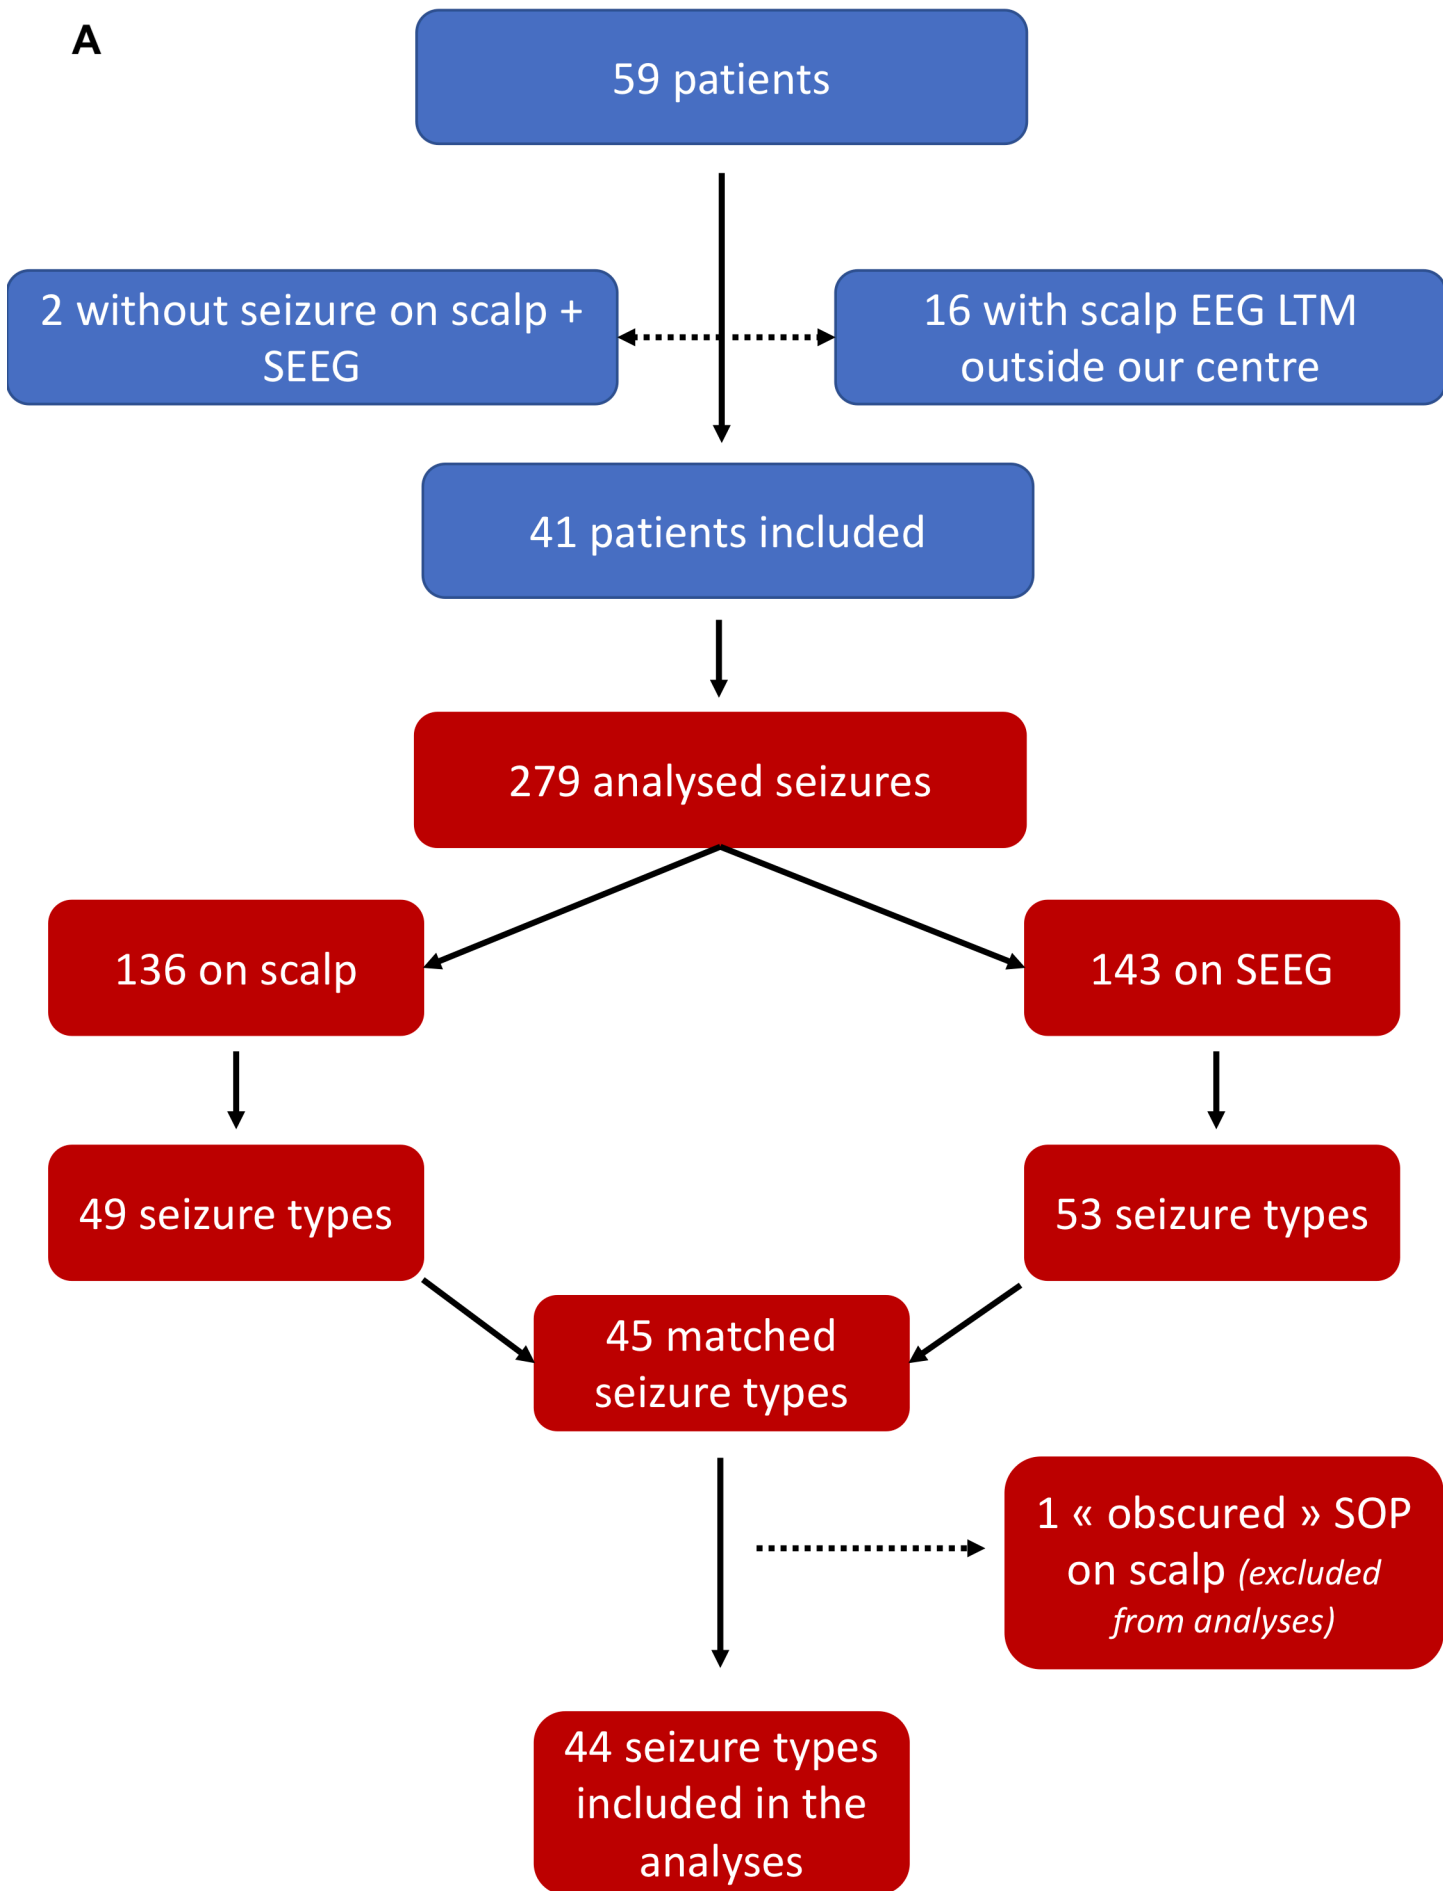 A
59 patients
2 without seizure on scalp +
SEEG
16 with scalp EEG LTM
outside our centre
41 patients included
279 analysed seizures
136 on scalp
143 on SEEG
49 seizure types
53 seizure types
45 matched
seizure types
1 « obscured » SOP
on scalp (excluded
from analyses)
44 seizure types
included in the
analyses